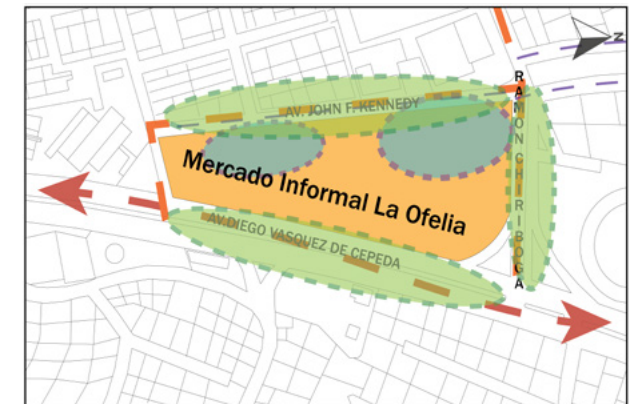 N
AV. JOHN F. KENNEDY
RAMON CHIRIBOGA
Mercado Informal La Ofelia
AV.DIEGO VASQUEZ DE CEPEDA